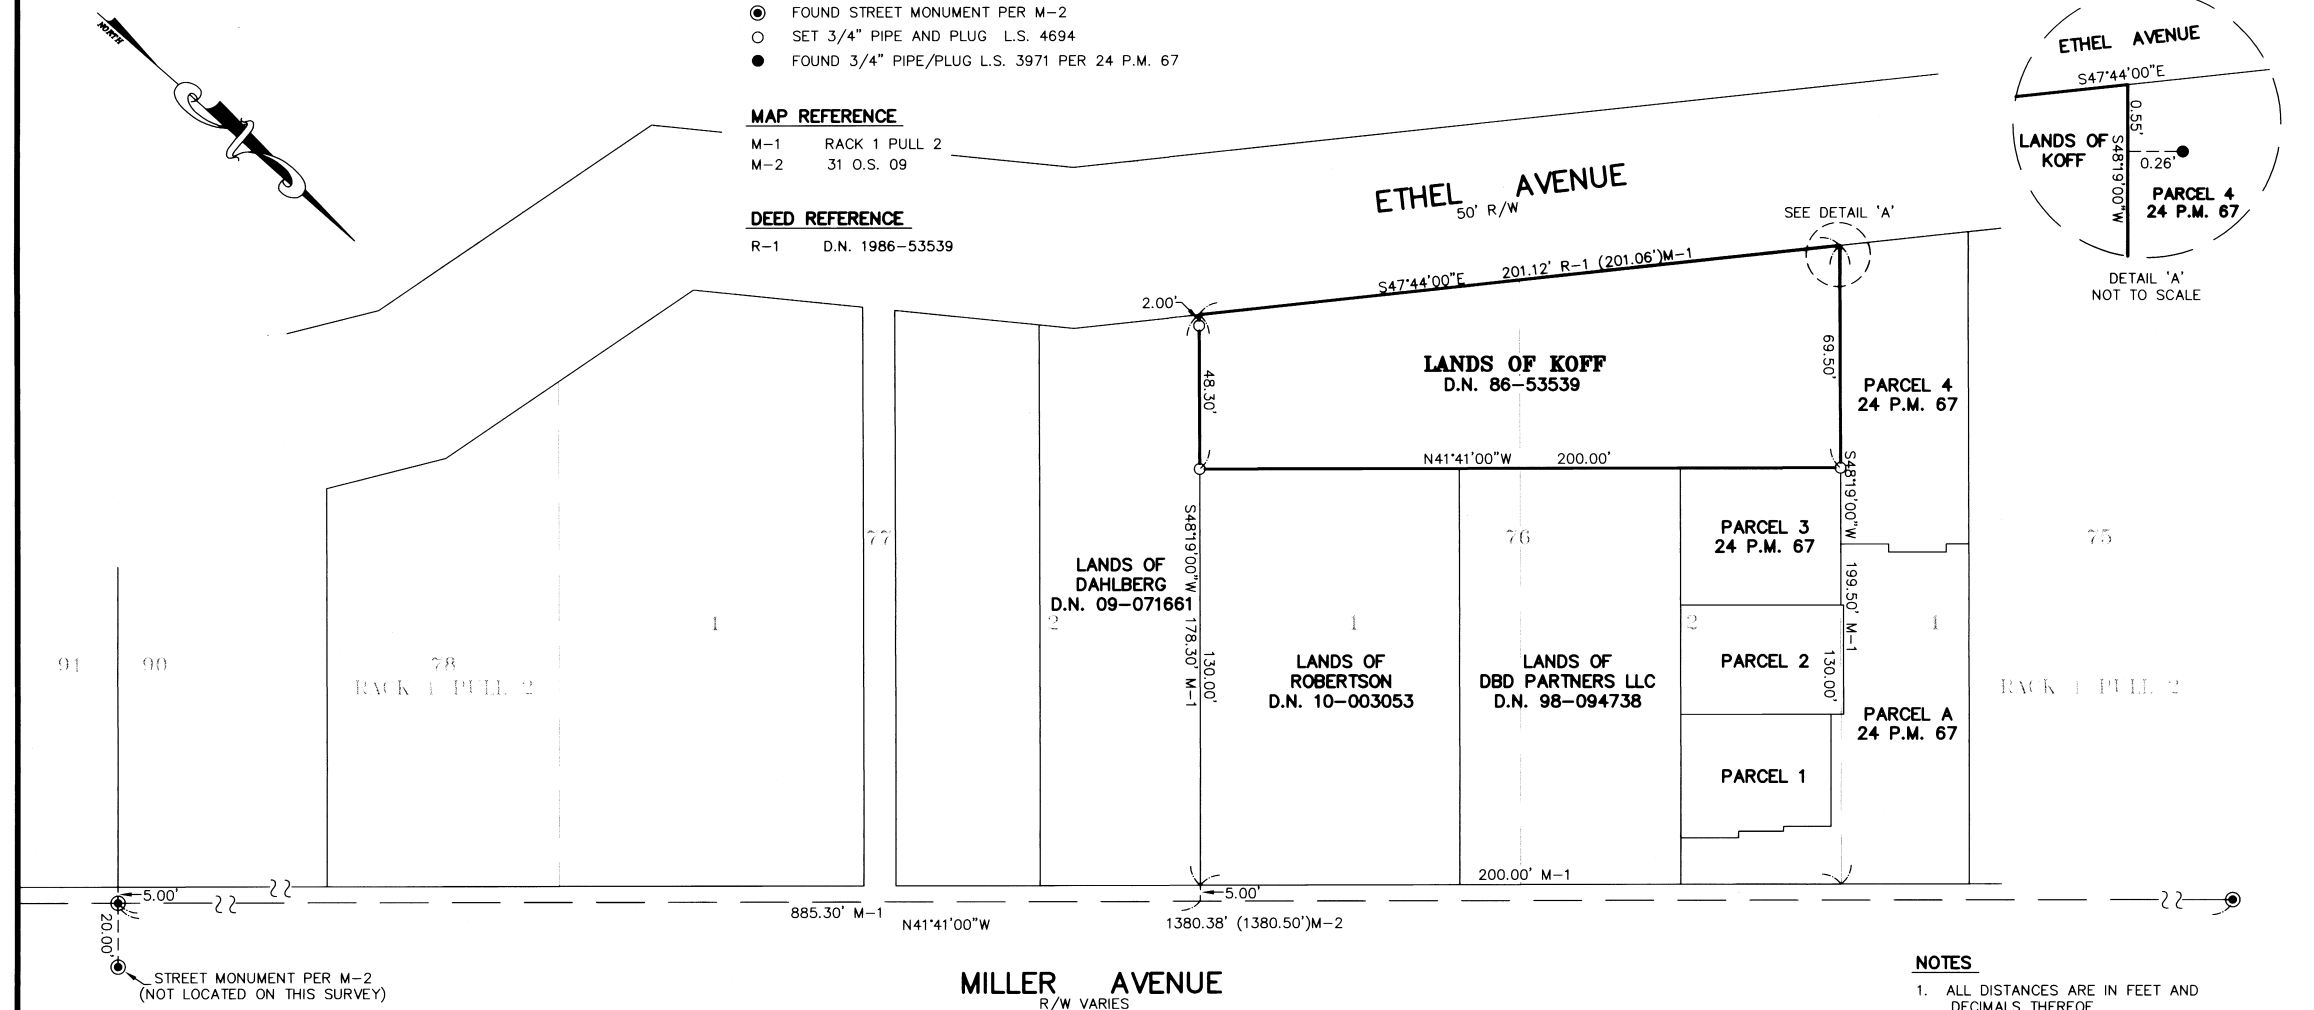 NORTH
FOUND STREET MONUMENT PER M-2
SET 3/4" PIPE AND PLUG L.S. 4694
FOUND 3/4" PIPE/PLUG L.S. 3971 PER 24 P.M. 67
MAP REFERENCE
M-1 RACK 1 PULL 2
M-2 31 O.S. 09
DEED REFERENCE
R-1 D.N. 1986-53539
ETHEL AVENUE
50' R/W
SEE DETAIL 'A'
ETHEL AVENUE
S47°44'00"E
0.55'
LANDS OF
KOFF
S48°19'00"W
0.26'
PARCEL 4
24 P.M. 67
DETAIL 'A'
NOT TO SCALE
2.00'
S47°44'00"E
201.12' R-1 (201.06')M-1
48.30'
LANDS OF KOFF
D.N. 86-53539
69.50'
PARCEL 4
24 P.M. 67
N41°41'00"W 200.00'
S48°19'00"W
199.50' M-1
77
76
75
LANDS OF
DAHLBERG
D.N. 09-071661
S48°19'00"W 178.30' M-1
130.00'
PARCEL 3
24 P.M. 67
1
2
1
2
1
91
90
78
RACK 1 PULL 2
LANDS OF
ROBERTSON
D.N. 10-003053
LANDS OF
DBD PARTNERS LLC
D.N. 98-094738
PARCEL 2
130.00'
RACK 1 PULL 2
PARCEL A
24 P.M. 67
PARCEL 1
200.00' M-1
5.00'
5.00'
20.00'
885.30' M-1
N41°41'00"W
1380.38' (1380.50')M-2
STREET MONUMENT PER M-2
(NOT LOCATED ON THIS SURVEY)
MILLER AVENUE
R/W VARIES
NOTES
1. ALL DISTANCES ARE IN FEET AND
DECIMALS THEREOF